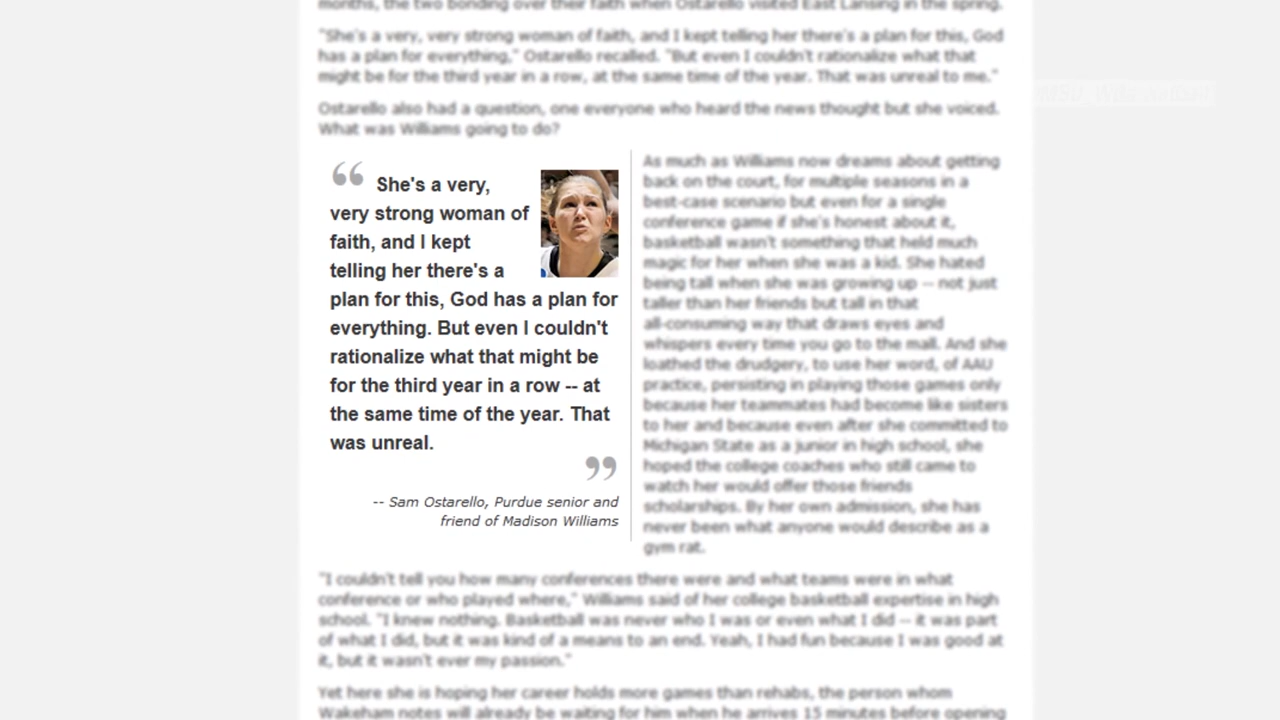 months, the two bonding over their faith when Ostarello visited East Lansing in the spring.
"She's a very, very strong woman of faith, and I kept telling her there's a plan for this, God
has a plan for everything," Ostarello recalled. "But even I couldn't rationalize what that
might be for the third year in a row, at the same time of the year. That was unreal to me."
Ostarello also had a question, one everyone who heard the news thought but she voiced.
What was Williams going to do?
“ She's a very,
very strong woman of
faith, and I kept
telling her there's a
plan for this, God has a plan for
everything. But even I couldn't
rationalize what that might be
for the third year in a row -- at
the same time of the year. That
was unreal.
”
-- Sam Ostarello, Purdue senior and
friend of Madison Williams
As much as Williams now dreams about getting
back on the court, for multiple seasons in a
best-case scenario but even for a single
conference game if she's honest about it,
basketball wasn't something that held much
magic for her when she was a kid. She hated
being tall when she was growing up -- not just
taller than her friends but tall in that
all-consuming way that draws eyes and
whispers every time you go to the mall. And she
loathed the drudgery, to use her word, of AAU
practice, persisting in playing those games only
because her teammates had become like sisters
to her and because even after she committed to
Michigan State as a junior in high school, she
hoped the college coaches who still came to
watch her would offer those friends
scholarships. By her own admission, she has
never been what anyone would describe as a
gym rat.
"I couldn't tell you how many conferences there were and what teams were in what
conference or who played where," Williams said of her college basketball expertise in high
school. "I knew nothing. Basketball was never who I was or even what I did -- it was part
of what I did, but it was kind of a means to an end. Yeah, I had fun because I was good at
it, but it wasn't ever my passion."
Yet here she is hoping her career holds more games than rehabs, the person whom
Wakeham notes will already be waiting for him when he arrives 15 minutes before opening